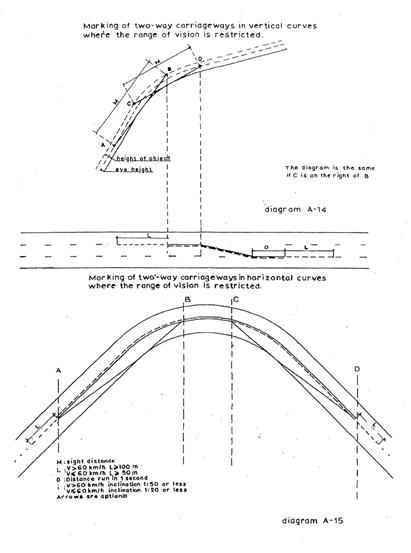 Marking of two-way carriageways in vertical curves
where the range of vision is restricted.
M
M
B
D
C
A
height of object
eye height
The diagram is the same
if C is on the right of B
diagram A-14
L
D
L
Marking of two-way carriageways in horizontal curves
where the range of vision is restricted.
B
C
A
D
L
L
M : sight distance
L : V>60 km/h L⩾100 m
V⩽60 km/h L⩾ 50 m
D : Distance run in 1 second
i : V>60 km/h inclination 1:50 or less
V⩽60 km/h inclination 1:20 or less
Arrows are optional
diagram A-15